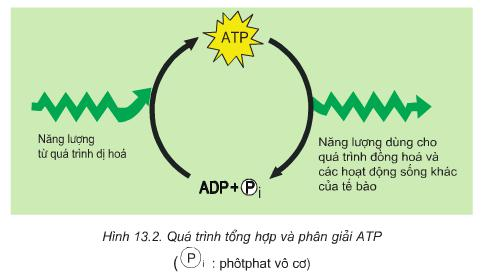 ATP
Năng lượng
từ quá trình dị hoá
Năng lượng dùng cho
quá trình đồng hoá và
các hoạt động sống khác
của tế bào
ADP + P i
Hình 13.2. Quá trình tổng hợp và phân giải ATP
( P i : phôtphat vô cơ)